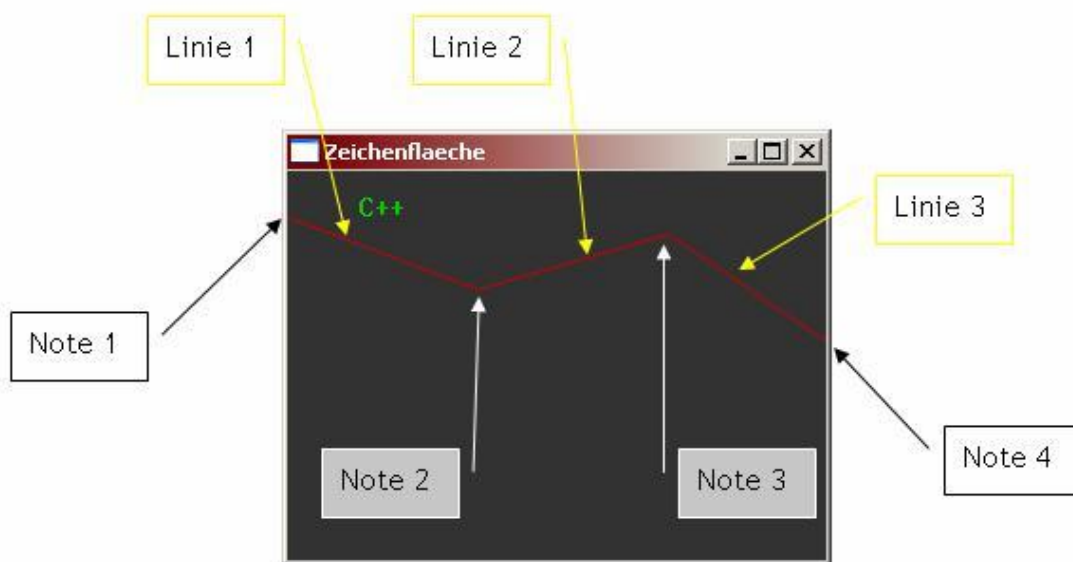 Linie 1
Linie 2
Zeichenflaeche
C++
Linie 3
Note 1
Note 2
Note 3
Note 4